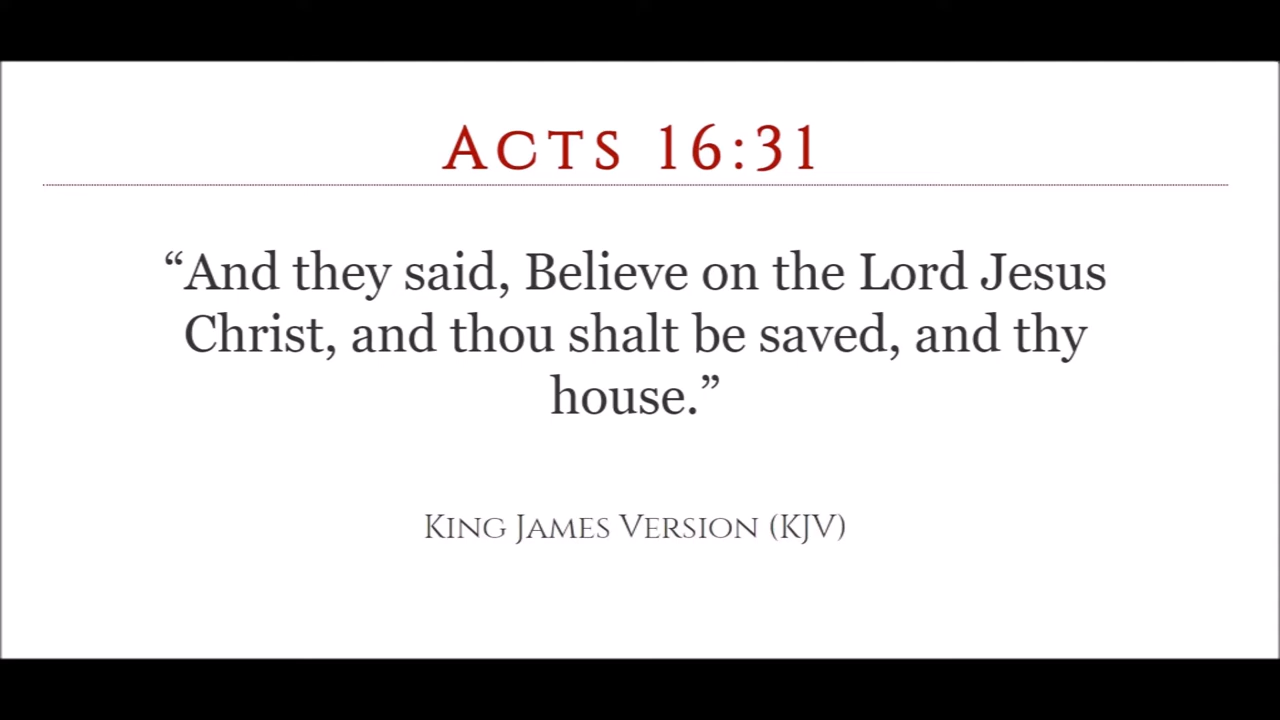 Acts 16:31
“And they said, Believe on the Lord Jesus
Christ, and thou shalt be saved, and thy
house.”
King James Version (KJV)